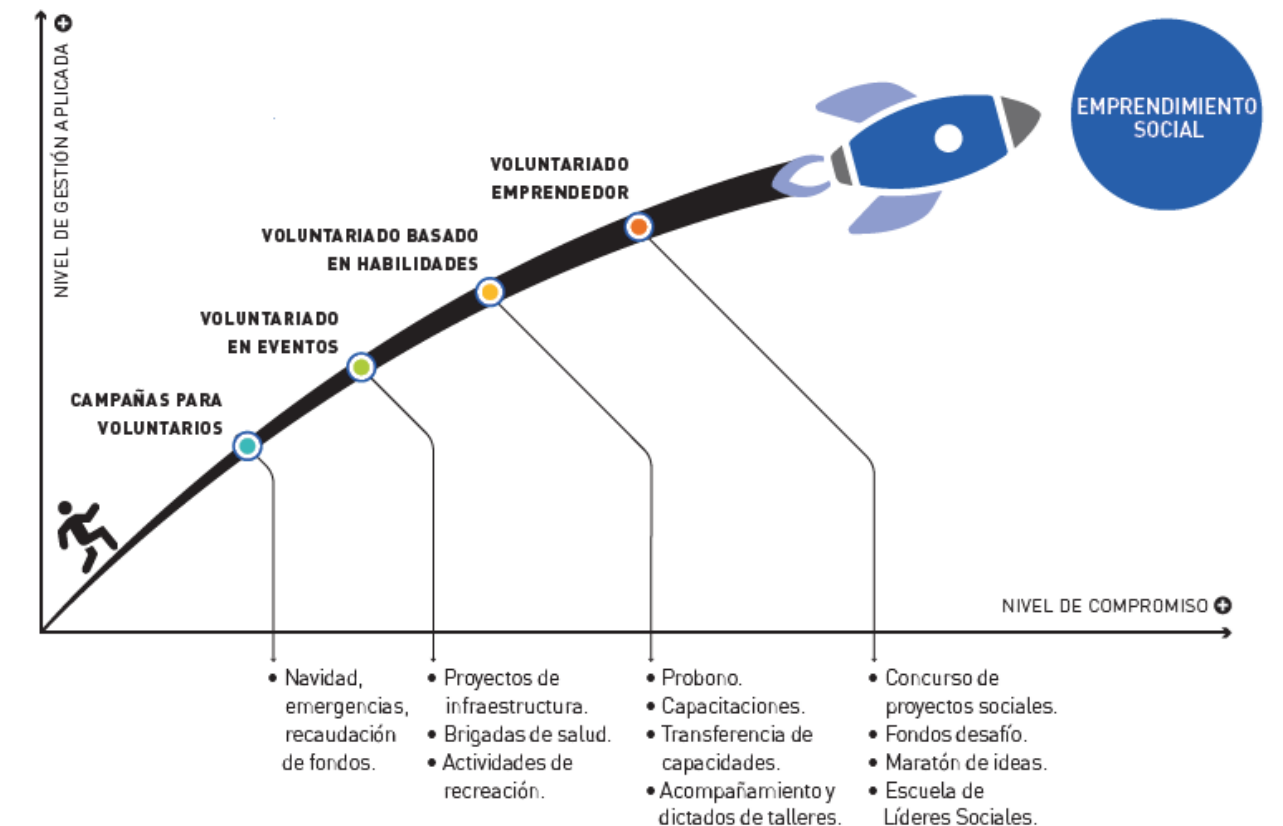 NIVEL DE GESTIÓN APLICADA
EMPRENDIMIENTO
SOCIAL
VOLUNTARIADO
EMPRENDEDOR
VOLUNTARIADO BASADO
EN HABILIDADES
VOLUNTARIADO
EN EVENTOS
CAMPAÑAS PARA
VOLUNTARIOS
NIVEL DE COMPROMISO
• Navidad,
emergencias,
recaudación
de fondos.
• Proyectos de
infraestructura.
• Brigadas de salud.
• Actividades de
recreación.
• Probono.
• Capacitaciones.
• Transferencia de
capacidades.
• Acompañamiento y
dictados de talleres.
• Concurso de
proyectos sociales.
• Fondos desafío.
• Maratón de ideas.
• Escuela de
Líderes Sociales.